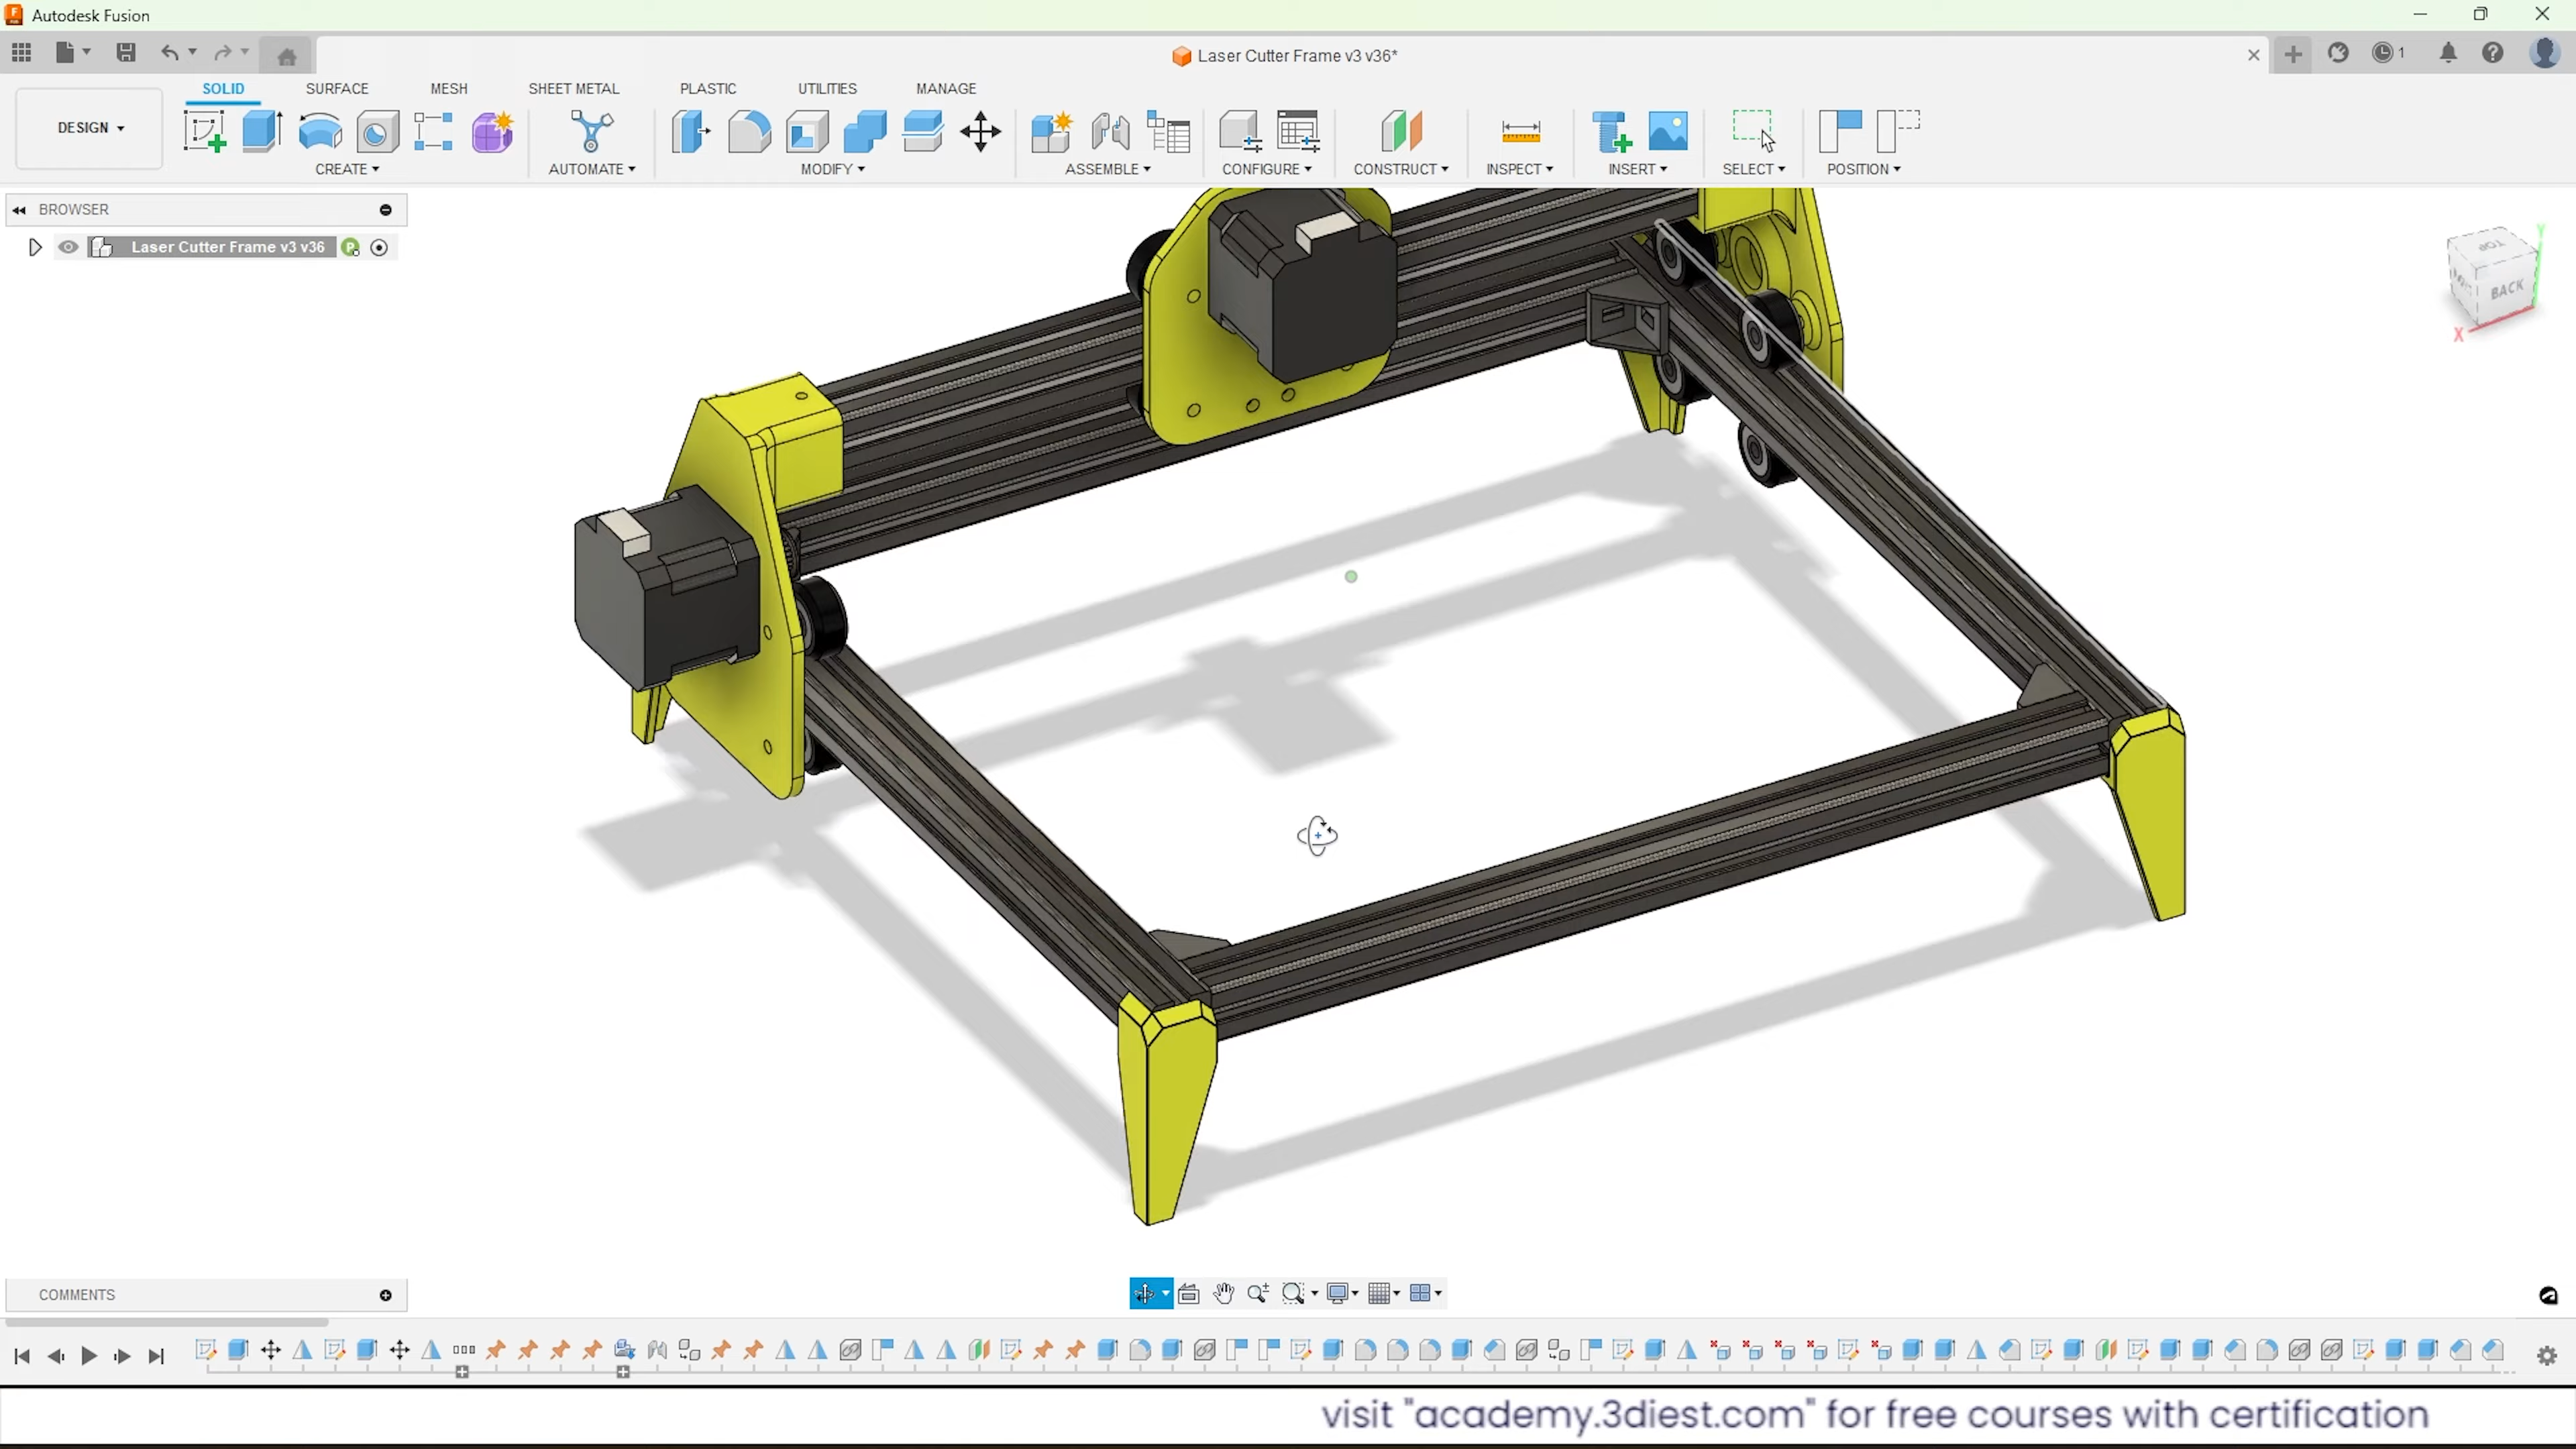 Autodesk Fusion
Laser Cutter Frame v3 v36*
1
SOLID SURFACE MESH SHEET METAL PLASTIC UTILITIES MANAGE
DESIGN
CREATE AUTOMATE MODIFY ASSEMBLE CONFIGURE CONSTRUCT INSPECT INSERT SELECT POSITION
BROWSER
Laser Cutter Frame v3 v36
P
TOP
BACK
Y
X
COMMENTS
visit "academy.3diest.com" for free courses with certification